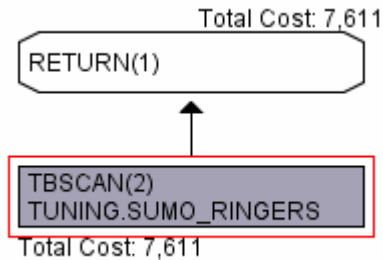 Total Cost: 7,611
RETURN(1)
TBSCAN(2)
TUNING.SUMO_RINGERS
Total Cost: 7,611